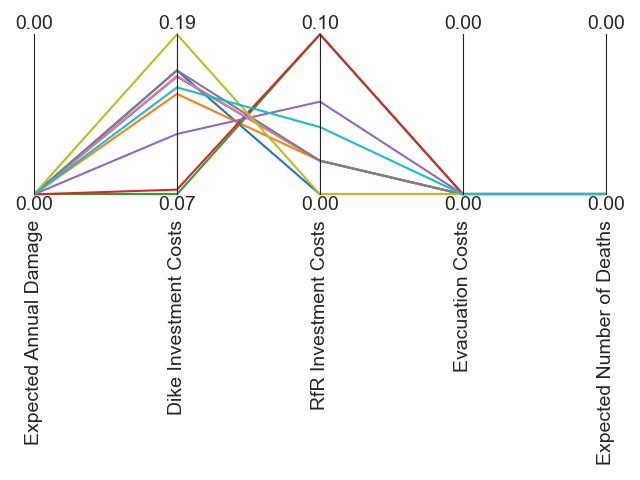 0.00 0.19 0.10 0.00 0.00
0.00 0.07 0.00 0.00 0.00
Expected Annual Damage
Dike Investment Costs
RfR Investment Costs
Evacuation Costs
Expected Number of Deaths